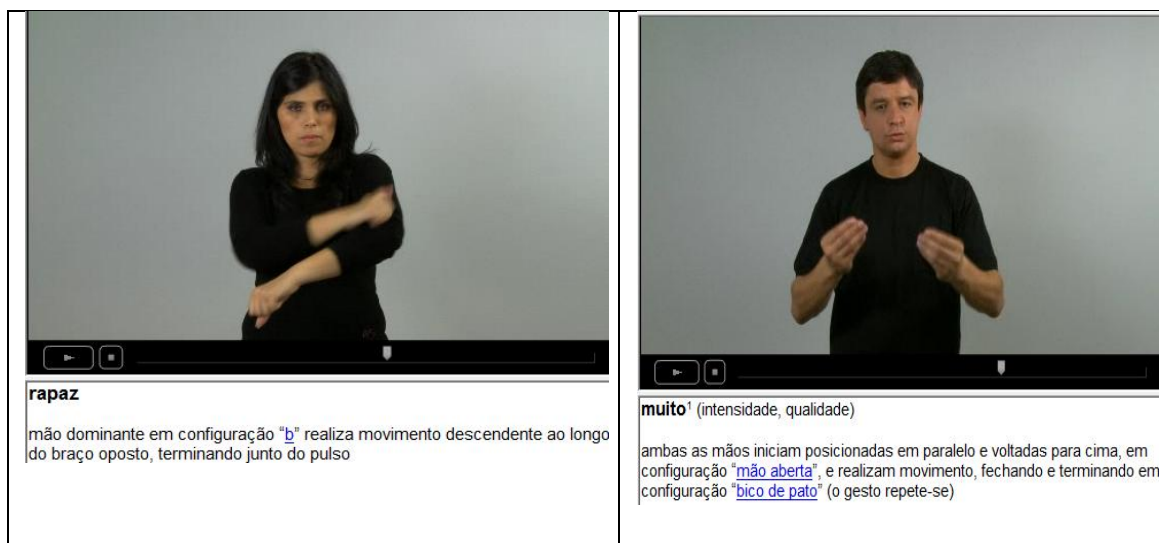 rapaz
mão dominante em configuração “b” realiza movimento descendente ao longo
do braço oposto, terminando junto do pulso
muito¹ (intensidade, qualidade)
ambas as mãos iniciam posicionadas em paralelo e voltadas para cima, em
configuração “mão aberta”, e realizam movimento, fechando e terminando em
configuração “bico de pato” (o gesto repete-se)